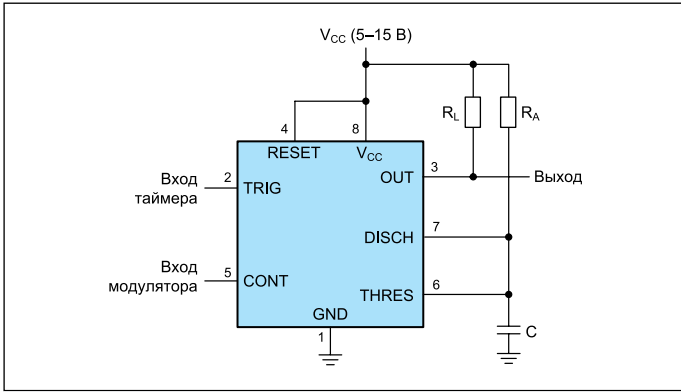 V_CC (5–15 В)
R_L
R_A
4
8
RESET
V_CC
OUT
3
Выход
Вход
таймера
2
TRIG
DISCH
7
Вход
модулятора
5
CONT
THRES
6
GND
1
C